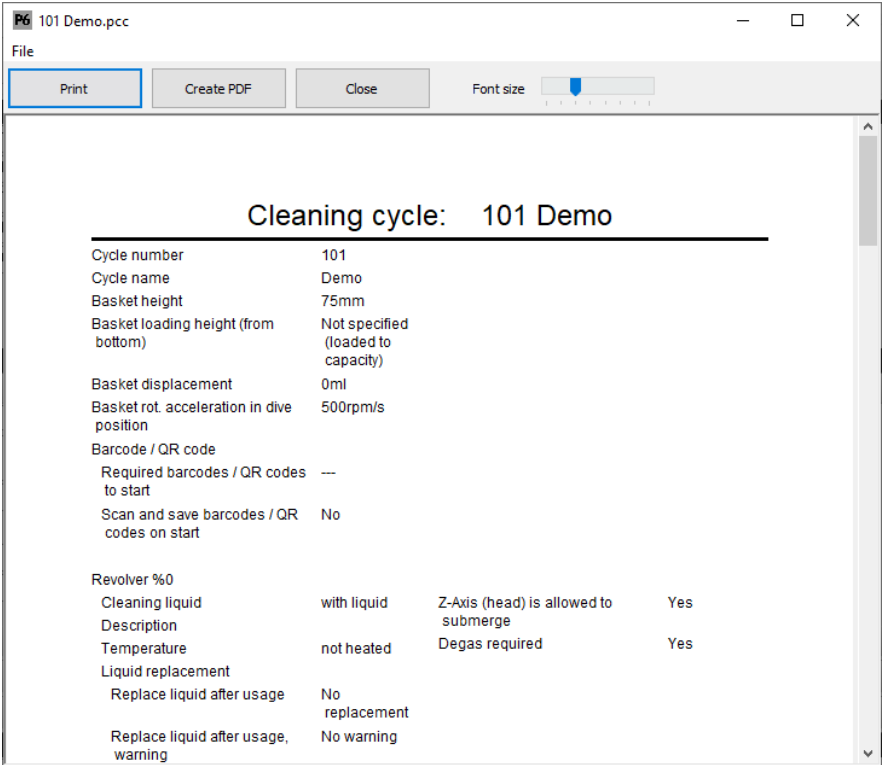 P6 101 Demo.pcc
File
Print Create PDF Close Font size
Cleaning cycle: 101 Demo
Cycle number 101
Cycle name Demo
Basket height 75mm
Basket loading height (from Not specified
bottom) (loaded to
capacity)
Basket displacement 0ml
Basket rot. acceleration in dive 500rpm/s
position
Barcode / QR code
Required barcodes / QR codes ---
to start
Scan and save barcodes / QR No
codes on start
Revolver %0
Cleaning liquid with liquid Z-Axis (head) is allowed to Yes
Description submerge
Temperature not heated Degas required Yes
Liquid replacement
Replace liquid after usage No
replacement
Replace liquid after usage, No warning
warning